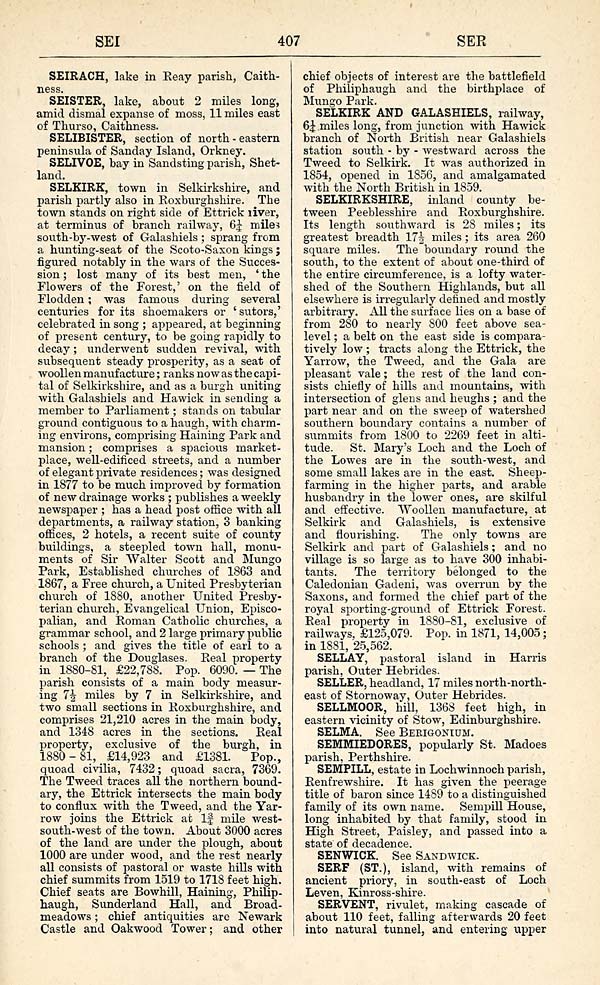 SEI 407 SER
SEIRACH, lake in Reay parish, Caith-
ness.
SEISTER, lake, about 2 miles long,
amid dismal expanse of moss, 11 miles east
of Thurso, Caithness.
SELIBISTER, section of north-eastern
peninsula of Sanday Island, Orkney.
SELIVOE, bay in Sandsting parish, Shet-
land.
SELKIRK, town in Selkirkshire, and
parish partly also in Roxburghshire. The
town stands on right side of Ettrick river,
at terminus of branch railway, 6¼ miles
south-by-west of Galashiels; sprang from
a hunting-seat of the Scoto-Saxon kings;
figured notably in the wars of the Succes-
sion; lost many of its best men, 'the
Flowers of the Forest,' on the field of
Flodden; was famous during several
centuries for its shoemakers or 'sutors,'
celebrated in song; appeared, at beginning
of present century, to be going rapidly to
decay; underwent sudden revival, with
subsequent steady prosperity, as a seat of
woollen manufacture; ranks now as the capi-
tal of Selkirkshire, and as a burgh uniting
with Galashiels and Hawick in sending a
member to Parliament; stands on tabular
ground contiguous to a haugh, with charm-
ing environs, comprising Haining Park and
mansion; comprises a spacious market-
place, well-edificed streets, and a number
of elegant private residences; was designed
in 1877 to be much improved by formation
of new drainage works; publishes a weekly
newspaper; has a head post office with all
departments, a railway station, 3 banking
offices, 2 hotels, a recent suite of county
buildings, a steepled town hall, monu-
ments of Sir Walter Scott and Mungo
Park, Established churches of 1863 and
1867, a Free church, a United Presbyterian
church of 1880, another United Presby-
terian church, Evangelical Union, Episco-
palian, and Roman Catholic churches, a
grammar school, and 2 large primary public
schools; and gives the title of earl to a
branch of the Douglases. Real property
in 1880-81, £22,788. Pop. 6090. — The
parish consists of a main body measur-
ing 7½ miles by 7 in Selkirkshire, and
two small sections in Roxburghshire, and
comprises 21,210 acres in the main body,
and 1348 acres in the sections. Real
property, exclusive of the burgh, in
1880-81, £14,923 and £1381. Pop.,
quoad civilia, 7432; quoad sacra, 7369.
The Tweed traces all the northern bound-
ary, the Ettrick intersects the main body
to conflux with the Tweed, and the Yar-
row joins the Ettrick at 1¾ mile west-
south-west of the town. About 3000 acres
of the land are under the plough, about
1000 are under wood, and the rest nearly
all consists of pastoral or waste hills with
chief summits from 1519 to 1718 feet high.
Chief seats are Bowhill, Haining, Philip-
haugh, Sunderland Hall, and Broad-
meadows; chief antiquities are Newark
Castle and Oakwood Tower; and other
chief objects of interest are the battlefield
of Philiphaugh and the birthplace of
Mungo Park.
SELKIRK AND GALASHIELS, railway,
6¼ miles long, from junction with Hawick
branch of North British near Galashiels
station south-by-westward across the
Tweed to Selkirk. It was authorized in
1854, opened in 1856, and amalgamated
with the North British in 1859.
SELKIRKSHIRE, inland county be-
tween Peeblesshire and Roxburghshire.
Its length southward is 28 miles; its
greatest breadth 17½ miles; its area 260
square miles. The boundary round the
south, to the extent of about one-third of
the entire circumference, is a lofty water-
shed of the Southern Highlands, but all
elsewhere is irregularly defined and mostly
arbitrary. All the surface lies on a base of
from 280 to nearly 800 feet above sea-
level; a belt on the east side is compara-
tively low; tracts along the Ettrick, the
Yarrow, the Tweed, and the Gala are
pleasant vale; the rest of the land con-
sists chiefly of hills and mountains, with
intersection of glens and heughs; and the
part near and on the sweep of watershed
southern boundary contains a number of
summits from 1800 to 2269 feet in alti-
tude. St. Mary's Loch and the Loch of
the Lowes are in the south-west, and
some small lakes are in the east. Sheep-
farming in the higher parts, and arable
husbandry in the lower ones, are skilful
and effective. Woollen manufacture, at
Selkirk and Galashiels, is extensive
and flourishing. The only towns are
Selkirk and part of Galashiels; and no
village is so large as to have 300 inhabi-
tants. The territory belonged to the
Caledonian Gadeni, was overrun by the
Saxons, and formed the chief part of the
royal sporting-ground of Ettrick Forest.
Real property in 1880-81, exclusive of
railways, £125,079. Pop. in 1871, 14,005;
in 1881, 25,562.
SELLAY, pastoral island in Harris
parish, Outer Hebrides.
SELLER, headland, 17 miles north-north-
east of Stornoway, Outer Hebrides.
SELLMOOR, hill, 1368 feet high, in
eastern vicinity of Stow, Edinburghshire.
SELMA. See BERIGONIUM.
SEMMIEDORES, popularly St. Madoes
parish, Perthshire.
SEMPILL, estate in Lochwinnoch parish,
Renfrewshire. It has given the peerage
title of baron since 1489 to a distinguished
family of its own name. Sempill House,
long inhabited by that family, stood in
High Street, Paisley, and passed into a
state of decadence.
SENWICK. See SANDWICK.
SERF (ST.), island, with remains of
ancient priory, in south-east of Loch
Leven, Kinross-shire.
SERVENT, rivulet, making cascade of
about 110 feet, falling afterwards 20 feet
into natural tunnel, and entering upper